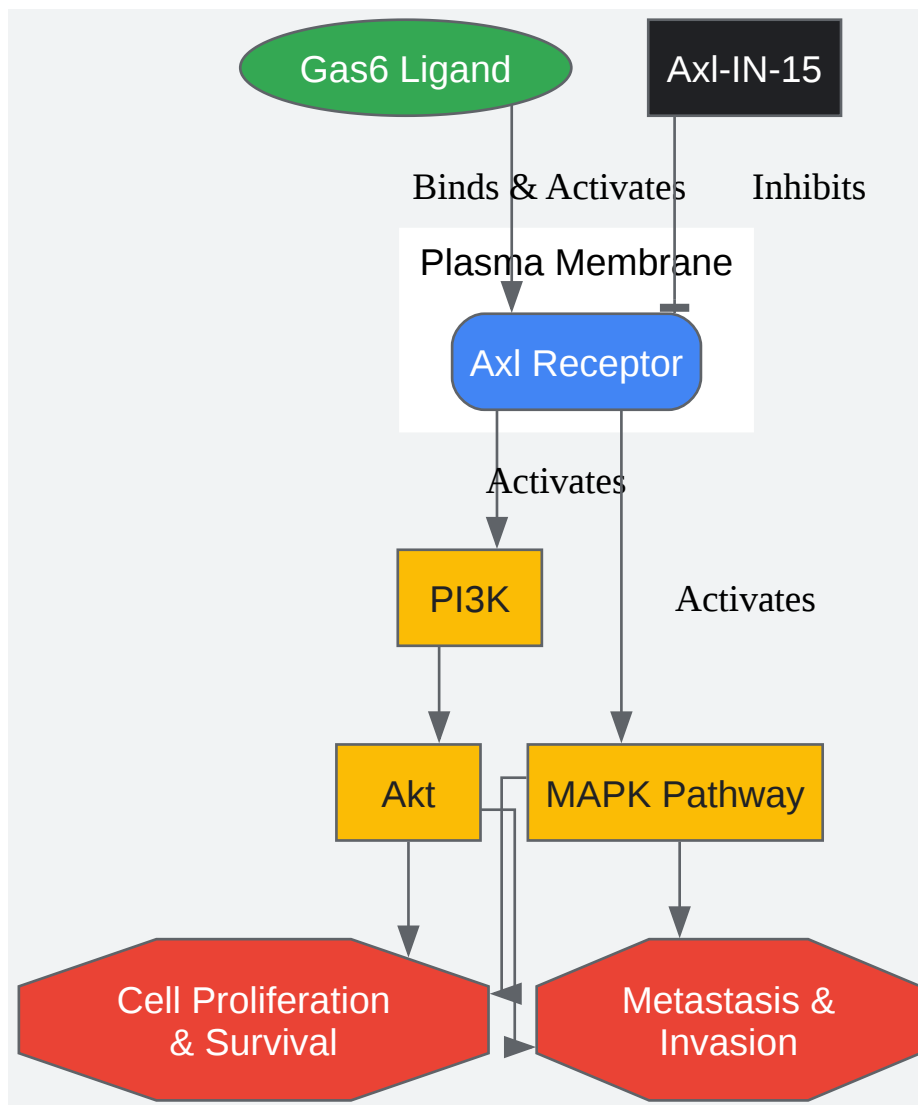 Gas6 Ligand
Axl-IN-15
Binds & Activates
Inhibits
Plasma Membrane
Axl Receptor
Activates
PI3K
Activates
Akt
MAPK Pathway
Cell Proliferation
& Survival
Metastasis &
Invasion